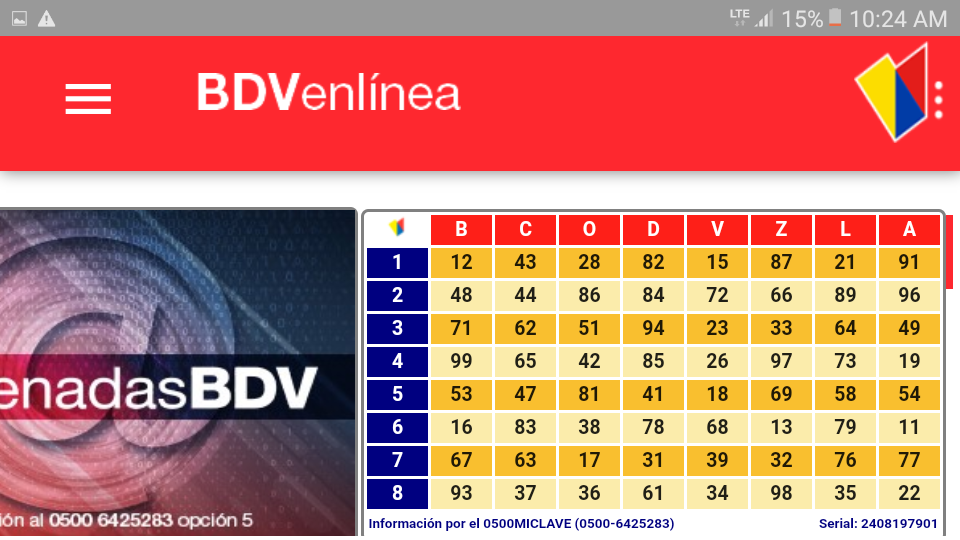 LTE 15% 10:24 AM
BDVenlínea
B C O D V Z L A
1 12 43 28 82 15 87 21 91
2 48 44 86 84 72 66 89 96
3 71 62 51 94 23 33 64 49
4 99 65 42 85 26 97 73 19
5 53 47 81 41 18 69 58 54
6 16 83 38 78 68 13 79 11
7 67 63 17 31 39 32 76 77
8 93 37 36 61 34 98 35 22
Información por el 0500MICLAVE (0500-6425283) Serial: 2408197901
enadasBDV
ión al 0500 6425283 opción 5